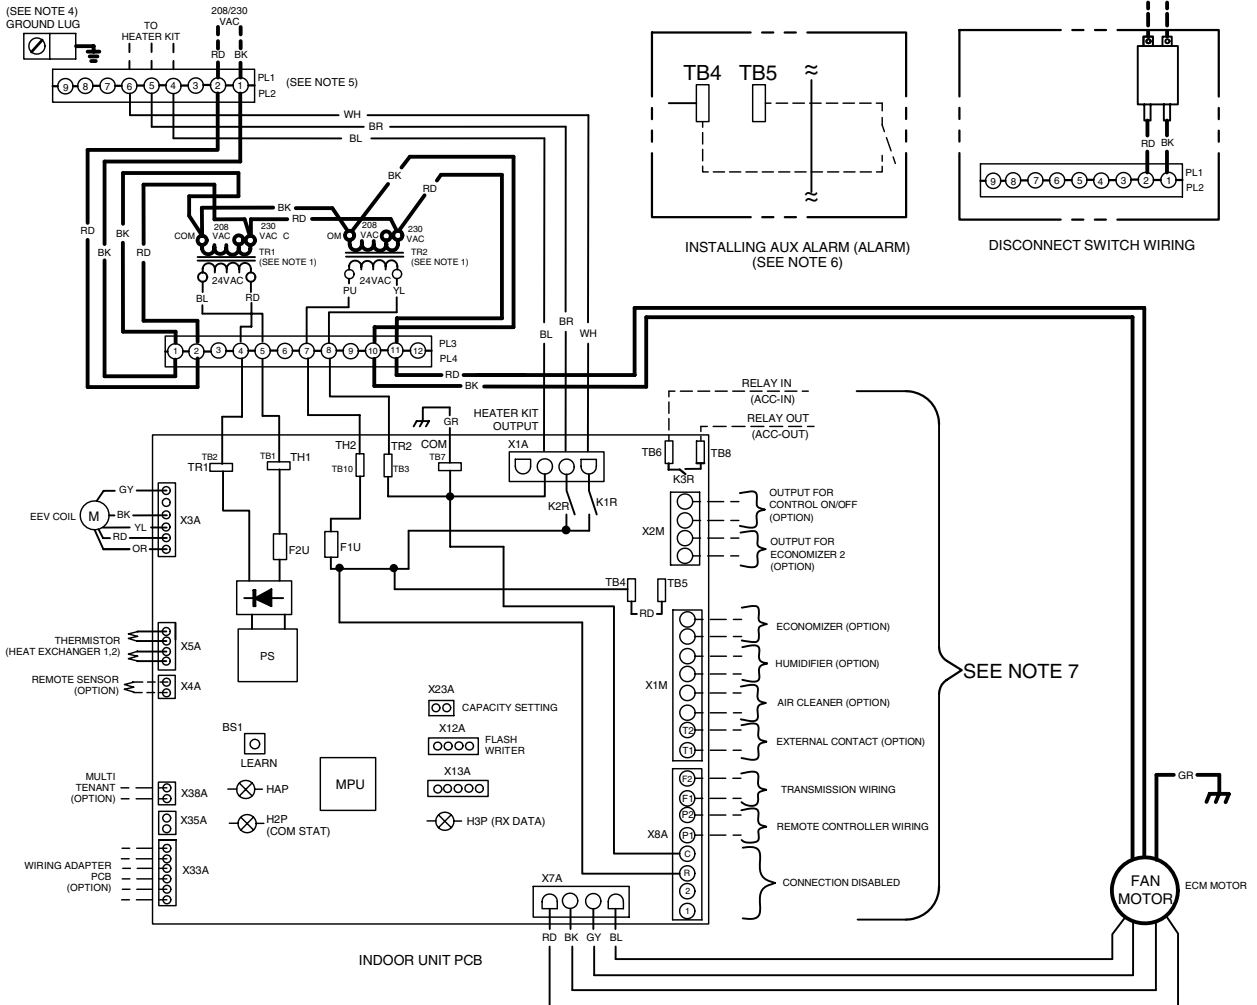 (SEE NOTE 4)
GROUND LUG
TO
HEATER KIT
208/230
VAC
RD BK
9 8 7 6 5 4 3 2 1
PL1
PL2
(SEE NOTE 5)
WH
BR
BL
BK
RD
RD
BK
BK
RD
BK
RD
COM
208
VAC
230
VAC C
TR1
(SEE NOTE 1)
24VAC
BL
RD
OM
208
VAC
230
VAC
TR2
(SEE NOTE 1)
24VAC
PU
YL
BL
BR
WH
1 2 3 4 5 6 7 8 9 10 11 12
PL3
PL4
RD
BK
TB4 TB5
≈
≈
INSTALLING AUX ALARM (ALARM)
(SEE NOTE 6)
RD BK
9 8 7 6 5 4 3 2 1
PL1
PL2
DISCONNECT SWITCH WIRING
RELAY IN
(ACC-IN)
RELAY OUT
(ACC-OUT)
GR
HEATER KIT
OUTPUT
X1A
TB2
TR1
TB1
TH1
TH2
TB10
TR2
TB3
COM
TB7
TB6
TB8
K3R
K2R
K1R
EEV COIL
M
GY
BK
YL
RD
OR
X3A
F2U
F1U
X2M
OUTPUT FOR
CONTROL ON/OFF
(OPTION)
OUTPUT FOR
ECONOMIZER 2
(OPTION)
TB4
TB5
RD
THERMISTOR
(HEAT EXCHANGER 1,2)
X5A
REMOTE SENSOR
(OPTION)
X4A
PS
X1M
T2
T1
ECONOMIZER (OPTION)
HUMIDIFIER (OPTION)
AIR CLEANER (OPTION)
EXTERNAL CONTACT (OPTION)
SEE NOTE 7
X23A
CAPACITY SETTING
X12A
FLASH
WRITER
X13A
BS1
LEARN
HAP
MPU
H2P
(COM STAT)
H3P (RX DATA)
MULTI
TENANT
(OPTION)
X38A
X35A
WIRING ADAPTER
PCB
(OPTION)
X33A
X8A
F2
F1
P2
P1
C
R
2
1
TRANSMISSION WIRING
REMOTE CONTROLLER WIRING
CONNECTION DISABLED
X7A
RD BK GY BL
INDOOR UNIT PCB
GR
FAN
MOTOR
ECM MOTOR